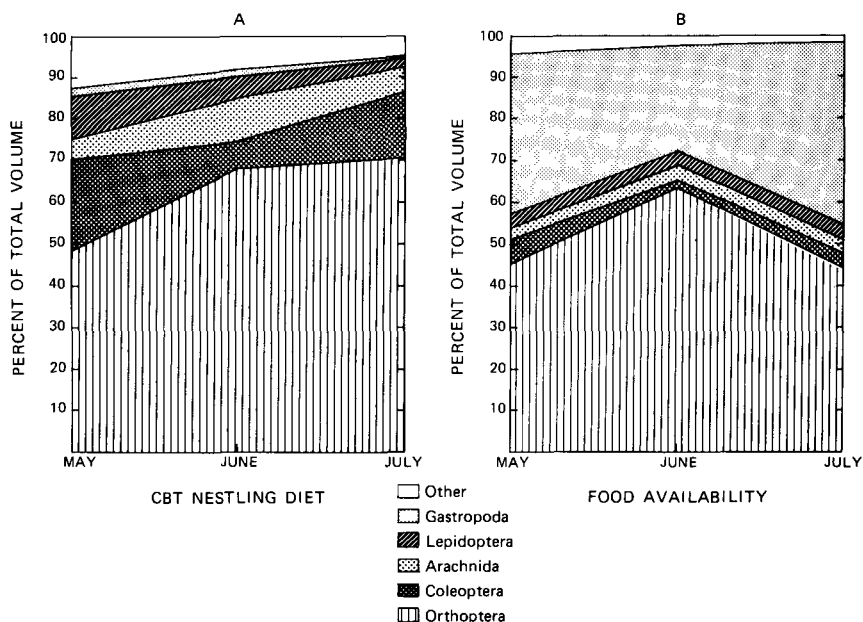 A
PERCENT OF TOTAL VOLUME
100
90
80
70
60
50
40
30
20
10
MAY
JUNE
JULY
CBT NESTLING DIET
B
PERCENT OF TOTAL VOLUME
100
90
80
70
60
50
40
30
20
10
MAY
JUNE
JULY
FOOD AVAILABILITY
Other
Gastropoda
Lepidoptera
Arachnida
Coleoptera
Orthoptera